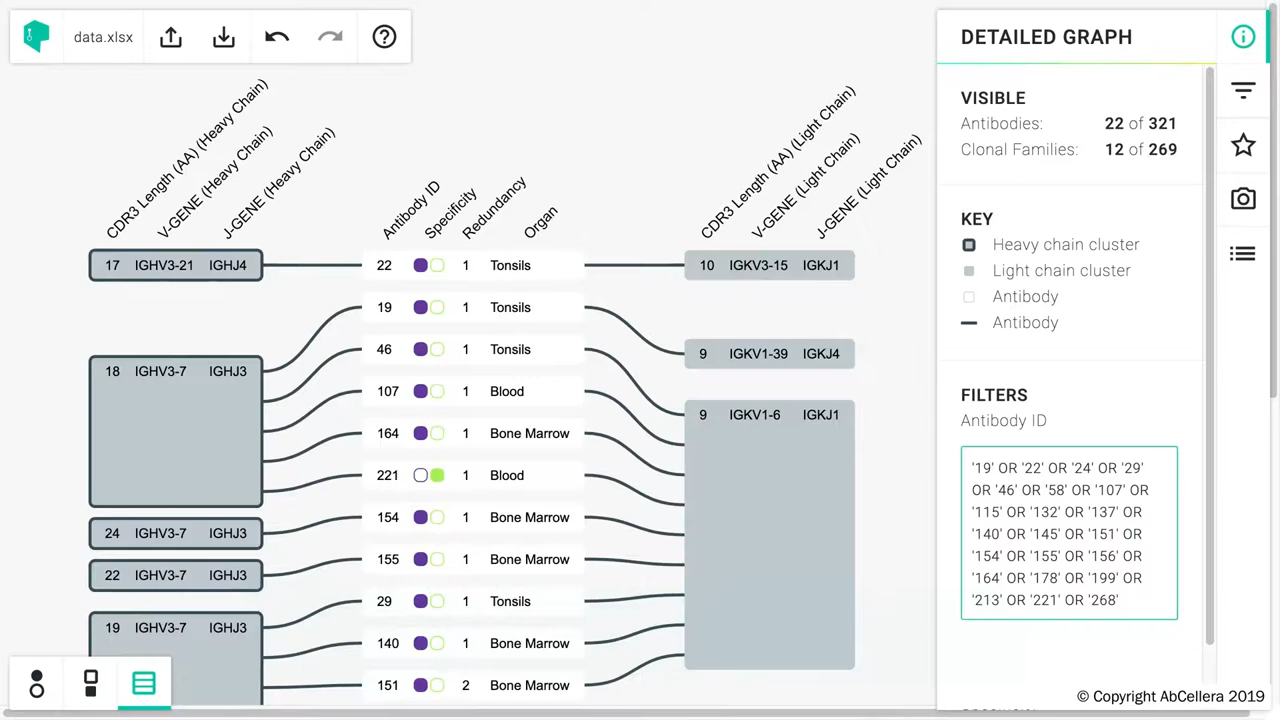 data.xlsx
CDR3 Length (AA) (Heavy Chain)
V-GENE (Heavy Chain)
J-GENE (Heavy Chain)
Antibody ID
Specificity
Redundancy
Organ
CDR3 Length (AA) (Light Chain)
V-GENE (Light Chain)
J-GENE (Light Chain)
17 IGHV3-21 IGHJ4
22 1 Tonsils
10 IGKV3-15 IGKJ1
19 1 Tonsils
46 1 Tonsils
9 IGKV1-39 IGKJ4
18 IGHV3-7 IGHJ3
107 1 Blood
9 IGKV1-6 IGKJ1
164 1 Bone Marrow
221 1 Blood
154 1 Bone Marrow
24 IGHV3-7 IGHJ3
155 1 Bone Marrow
22 IGHV3-7 IGHJ3
29 1 Tonsils
19 IGHV3-7 IGHJ3
140 1 Bone Marrow
151 2 Bone Marrow
DETAILED GRAPH
VISIBLE
Antibodies: 22 of 321
Clonal Families: 12 of 269
KEY
Heavy chain cluster
Light chain cluster
Antibody
Antibody
FILTERS
Antibody ID
'19' OR '22' OR '24' OR '29'
OR '46' OR '58' OR '107' OR
'115' OR '132' OR '137' OR
'140' OR '145' OR '151' OR
'154' OR '155' OR '156' OR
'164' OR '178' OR '199' OR
'213' OR '221' OR '268'
© Copyright AbCellera 2019